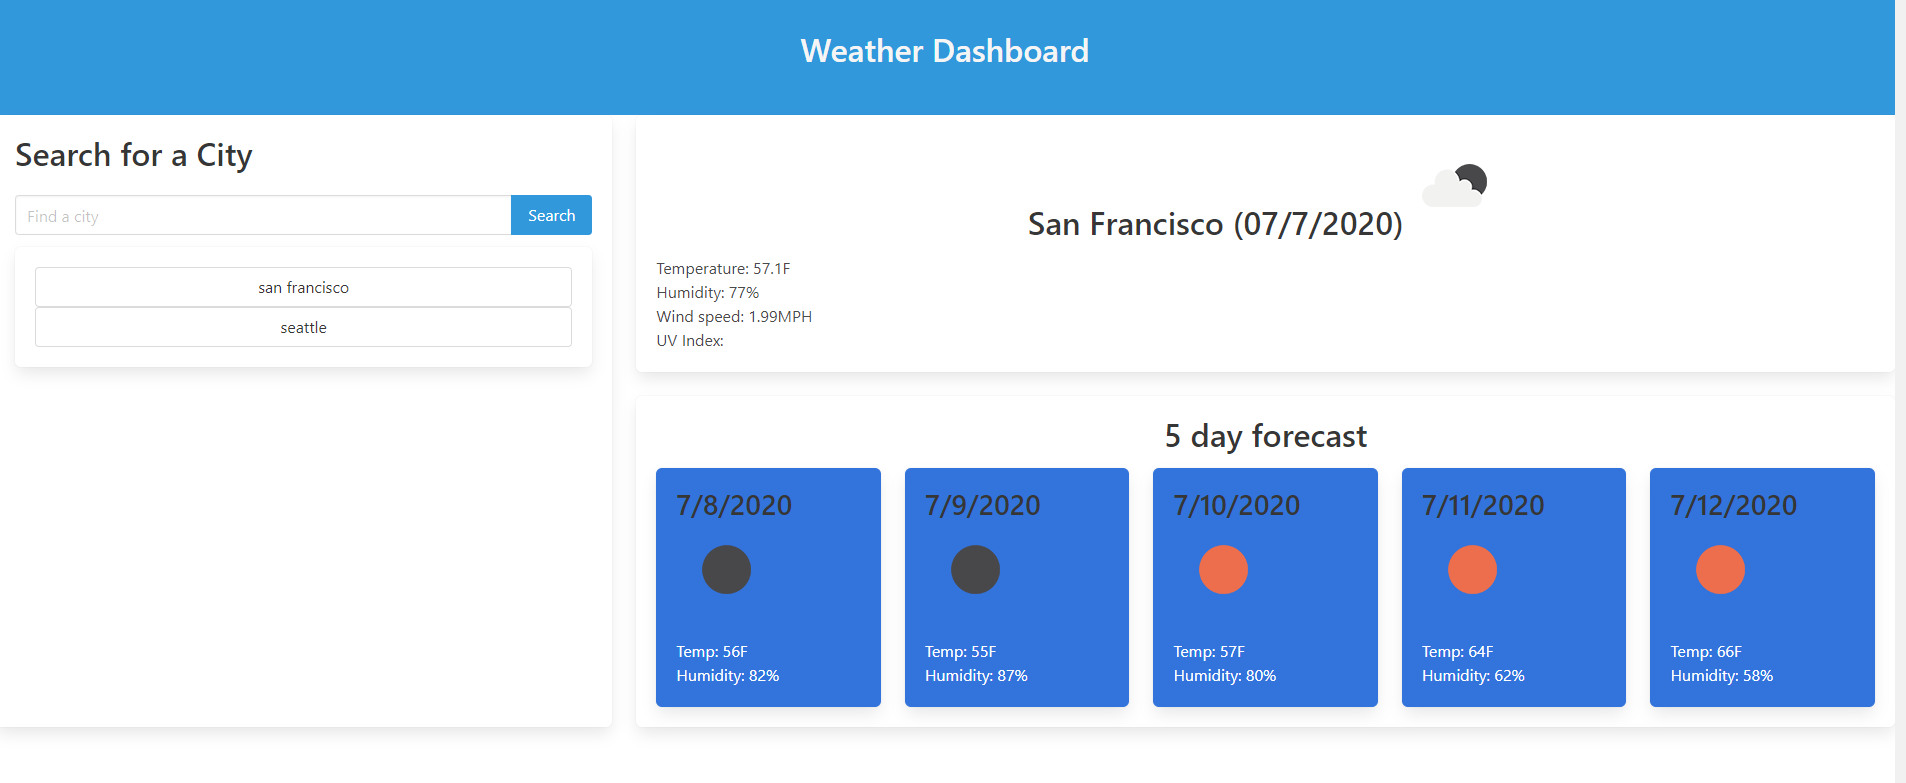 Weather Dashboard
Search for a City
Find a city
Search
san francisco
seattle
San Francisco (07/7/2020)
Temperature: 57.1F
Humidity: 77%
Wind speed: 1.99MPH
UV Index:
5 day forecast
7/8/2020
Temp: 56F
Humidity: 82%
7/9/2020
Temp: 55F
Humidity: 87%
7/10/2020
Temp: 57F
Humidity: 80%
7/11/2020
Temp: 64F
Humidity: 62%
7/12/2020
Temp: 66F
Humidity: 58%